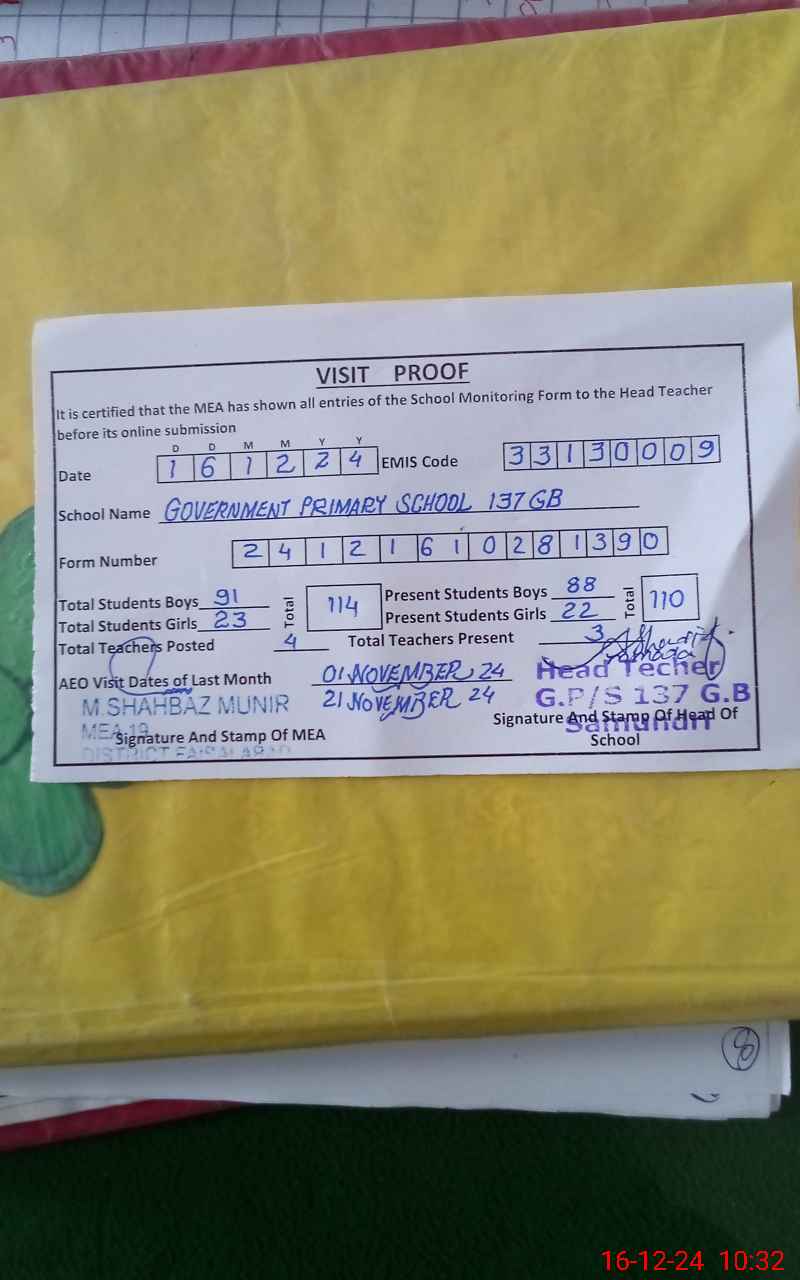 VISIT PROOF
It is certified that the MEA has shown all entries of the School Monitoring Form to the Head Teacher
before its online submission
D D M M Y Y
Date 1 6 1 2 2 4 EMIS Code 3 3 1 3 0 0 0 9
School Name GOVERNMENT PRIMARY SCHOOL 137 GB
Form Number 2 4 1 2 1 6 1 0 2 8 1 3 9 0
Total Students Boys 91 Total 114 Present Students Boys 88 Total 110
Total Students Girls 23 Present Students Girls 22
Total Teachers Posted 4 Total Teachers Present 3
AEO Visit Dates of Last Month 01 NOVEMBER, 24
21 NOVEMBER 24
Head Techer
M.SHAHBAZ MUNIR
G.P/S 137 G.B
MEA-19
Samundri
Signature And Stamp Of MEA
Signature And Stamp Of Head Of
School
DISTRICT FAISALABAD
8
16-12-24 10:32